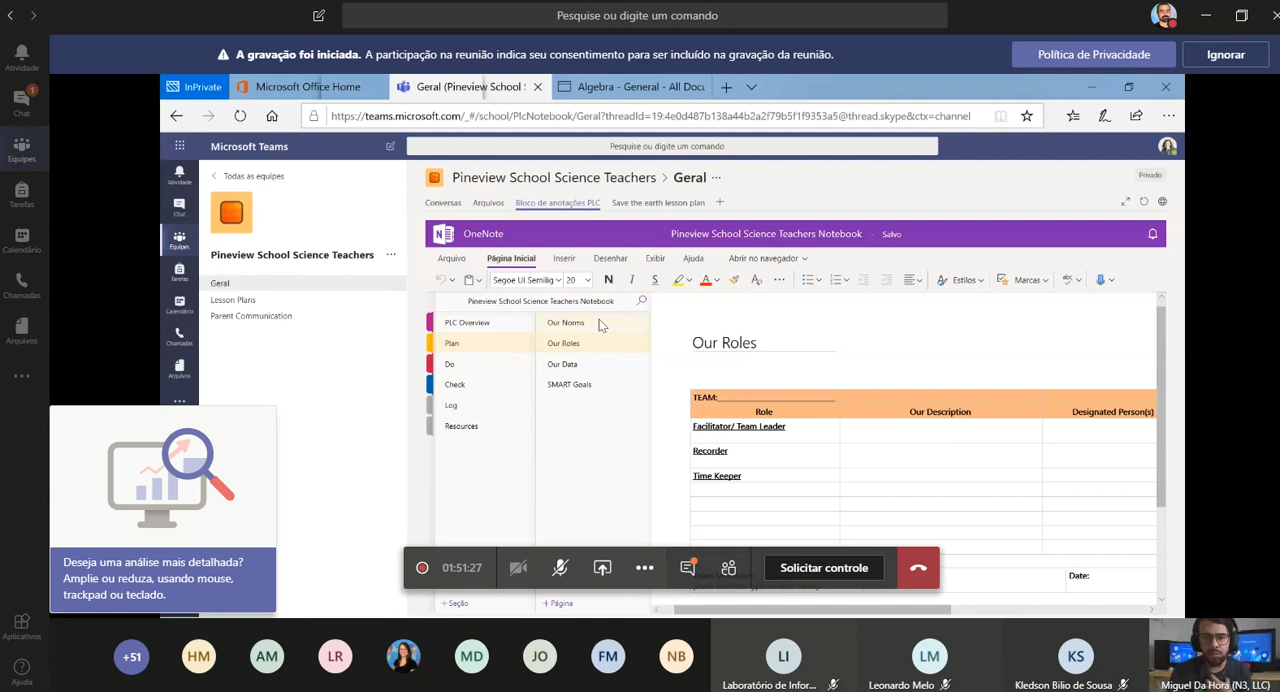 Pesquise ou digite um comando
A gravação foi iniciada. A participação na reunião indica seu consentimento para ser incluído na gravação da reunião.
Política de Privacidade
Ignorar
Atividade
1
Chat
Equipes
Tarefas
Calendário
Chamadas
Arquivos
Aplicativos
Ajuda
InPrivate
Microsoft Office Home
Geral (Pineview School S
Algebra - General - All Docu
https://teams.microsoft.com/_#/school/PlcNotebook/Geral?threadId=19:4e0d487b138a44b2a2f79b5f1f9353a5@thread.skype&ctx=channel
Microsoft Teams
Pesquise ou digite um comando
Atividade
Chat
Equipes
Tarefas
Calendário
Chamadas
Arquivos
Todas as equipes
Pineview School Science Teachers
Geral
Lesson Plans
Parent Communication
Pineview School Science Teachers > Geral
Privado
Conversas
Arquivos
Bloco de anotações PLC
Save the earth lesson plan
OneNote
Pineview School Science Teachers Notebook - Salvo
Arquivo
Página Inicial
Inserir
Desenhar
Exibir
Ajuda
Abrir no navegador
Segoe UI Semilig
20
N
I
S
Estilos
Marcas
Pineview School Science Teachers Notebook
PLC Overview
Plan
Do
Check
Log
Resources
+ Seção
Our Norms
Our Roles
Our Data
SMART Goals
+ Página
Our Roles
TEAM:
Role
Our Description
Designated Person(s)
Facilitator/ Team Leader
Recorder
Time Keeper
Date:
Deseja uma análise mais detalhada?
Amplie ou reduza, usando mouse,
trackpad ou teclado.
01:51:27
Solicitar controle
+51
HM
AM
LR
MD
JO
FM
NB
LI
Laboratório de Infor...
LM
Leonardo Melo
KS
Kledson Bilio de Sousa
Miguel Da Hora (N3, LLC)